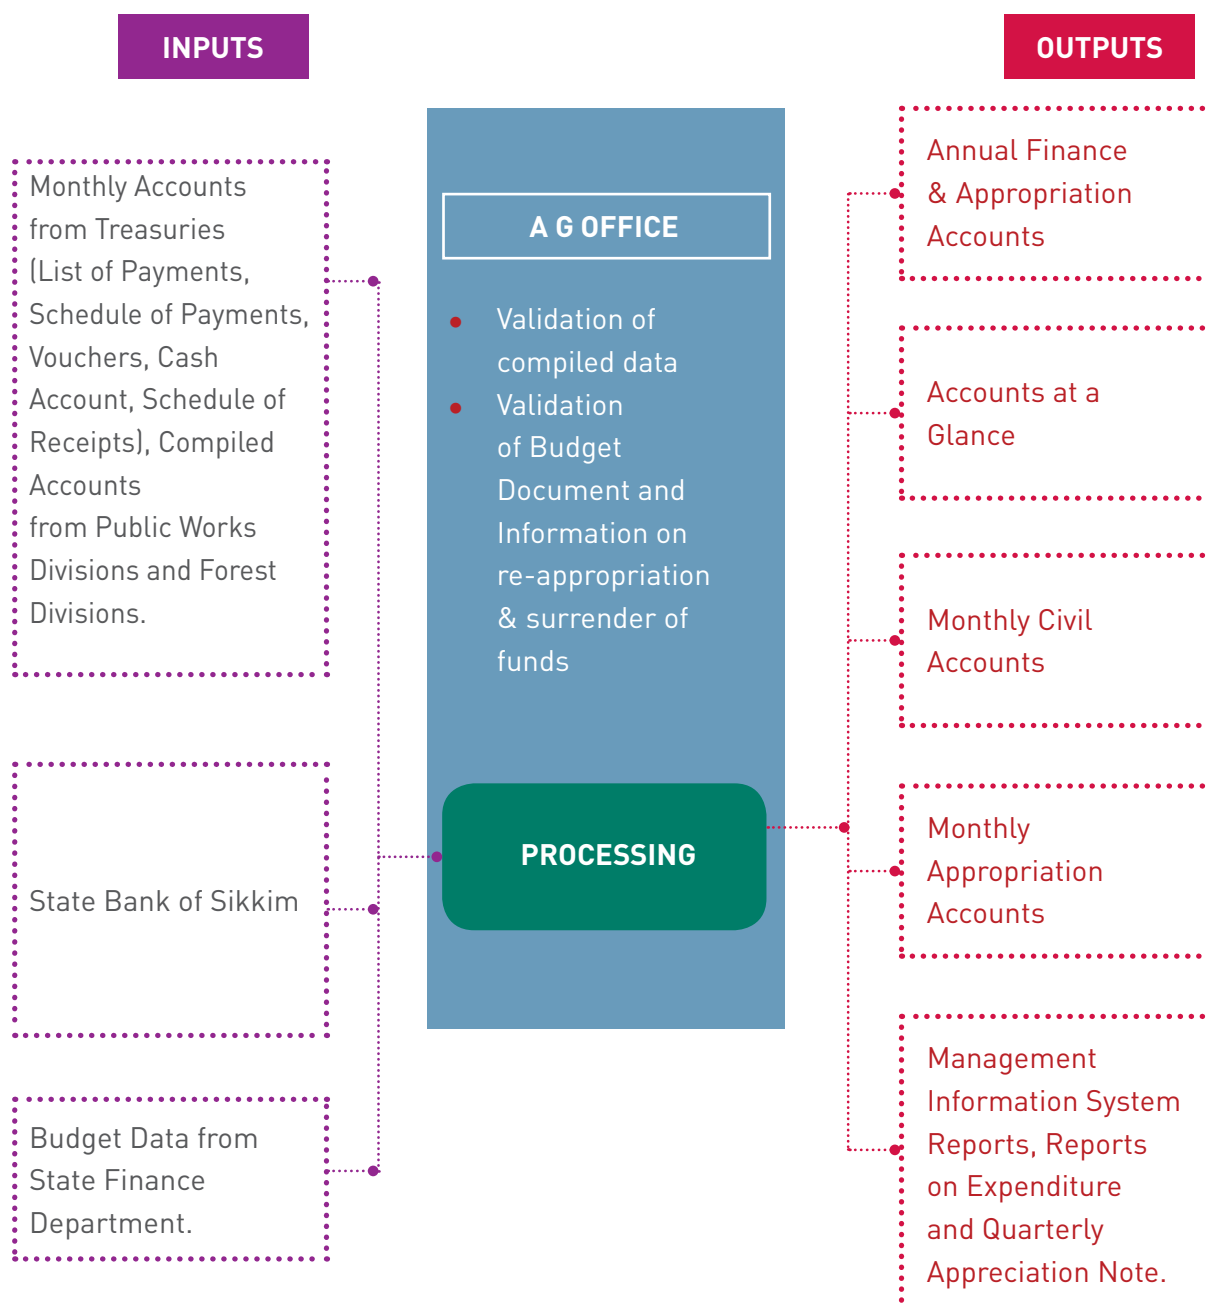 INPUTS
Monthly Accounts
from Treasuries
(List of Payments,
Schedule of Payments,
Vouchers, Cash
Account, Schedule of
Receipts), Compiled
Accounts
from Public Works
Divisions and Forest
Divisions.
State Bank of Sikkim
Budget Data from
State Finance
Department.
A G OFFICE
• Validation of
compiled data
• Validation
of Budget
Document and
Information on
re-appropriation
& surrender of
funds
PROCESSING
OUTPUTS
Annual Finance
& Appropriation
Accounts
Accounts at a
Glance
Monthly Civil
Accounts
Monthly
Appropriation
Accounts
Management
Information System
Reports, Reports
on Expenditure
and Quarterly
Appreciation Note.